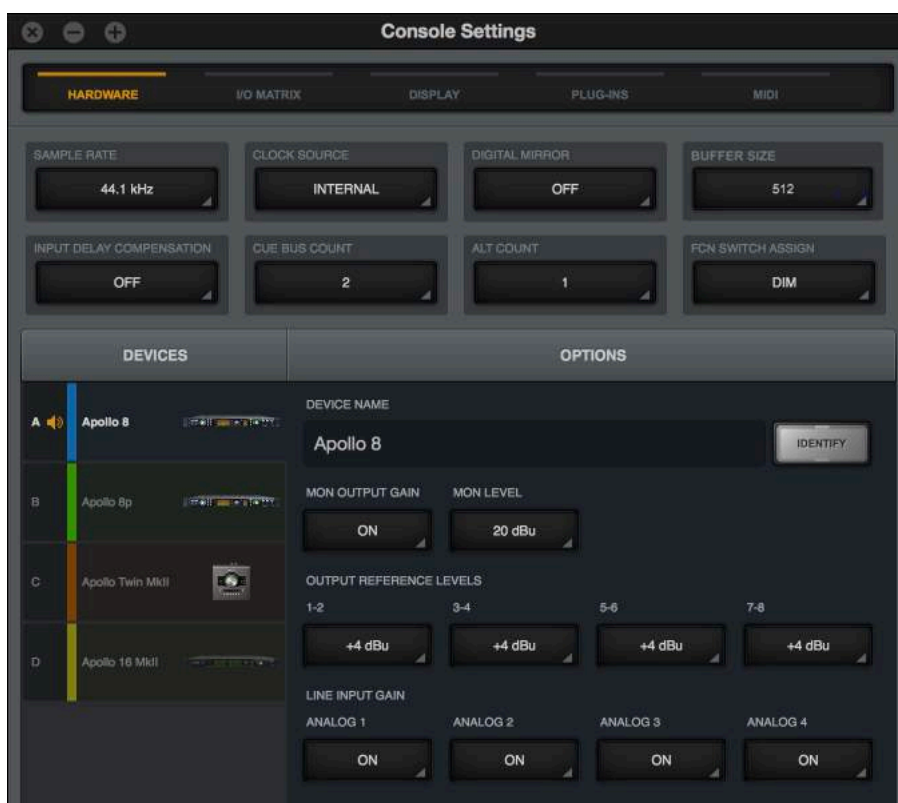 Console Settings
HARDWARE I/O MATRIX DISPLAY PLUG-INS MIDI
SAMPLE RATE CLOCK SOURCE DIGITAL MIRROR BUFFER SIZE
44.1 kHz INTERNAL OFF 512
INPUT DELAY COMPENSATION CUE BUS COUNT ALT COUNT FCN SWITCH ASSIGN
OFF 2 1 DIM
DEVICES OPTIONS
DEVICE NAME
A Apollo 8
Apollo 8 IDENTIFY
B Apollo 8p
MON OUTPUT GAIN MON LEVEL
ON 20 dBu
C Apollo Twin MkII
OUTPUT REFERENCE LEVELS
1-2 3-4 5-6 7-8
+4 dBu +4 dBu +4 dBu +4 dBu
D Apollo 16 MkII
LINE INPUT GAIN
ANALOG 1 ANALOG 2 ANALOG 3 ANALOG 4
ON ON ON ON